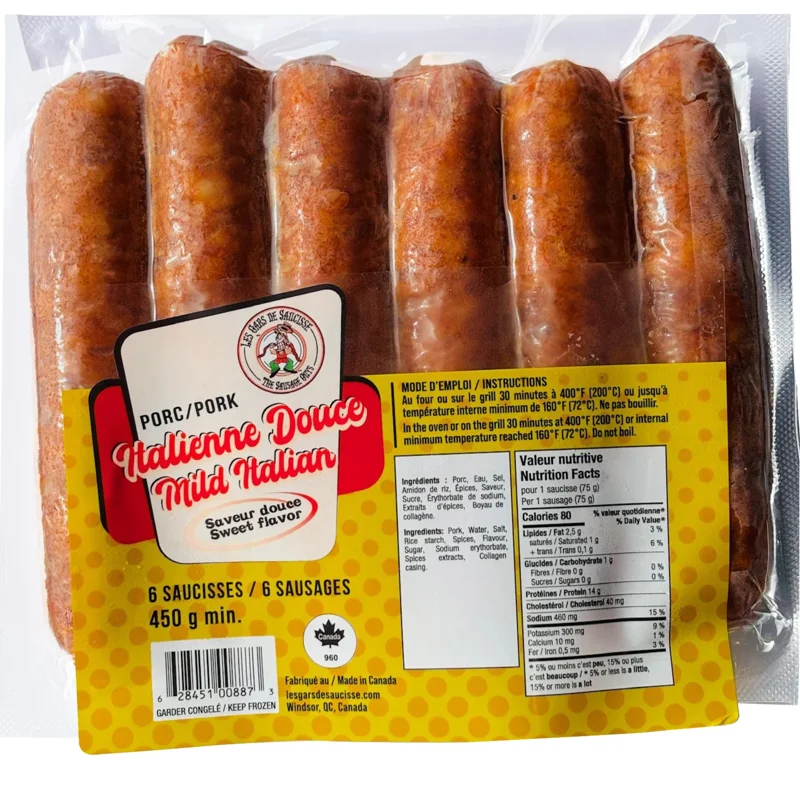 LES GARS DE SAUCISSE
THE SAUSAGE GUYS
PORC/PORK
Italienne Douce
Mild Italian
Saveur douce
Sweet flavor
6 SAUCISSES / 6 SAUSAGES
450 g min.
6 28451 00887 3
GARDER CONGELÉ / KEEP FROZEN
Canada
960
Fabriqué au / Made in Canada
lesgarsdesaucisse.com
Windsor, QC, Canada
MODE D'EMPLOI / INSTRUCTIONS
Au four ou sur le grill 30 minutes à 400°F (200°C) ou jusqu'à
température interne minimum de 160°F (72°C). Ne pas bouillir.
In the oven or on the grill 30 minutes at 400°F (200°C) or internal
minimum temperature reached 160°F (72°C). Do not boil.
Ingrédients : Porc, Eau, Sel,
Amidon de riz, Épices, Saveur,
Sucre, Érythorbate de sodium,
Extraits d'épices, Boyau de
collagène.
Ingredients: Pork, Water, Salt,
Rice starch, Spices, Flavour,
Sugar, Sodium erythorbate,
Spices extracts, Collagen
casing.
Valeur nutritive
Nutrition Facts
pour 1 saucisse (75 g)
Per 1 sausage (75 g)
Calories 80 % valeur quotidienne*
% Daily Value*
Lipides / Fat 2,5 g 3 %
saturés / Saturated 1 g 6 %
+ trans / Trans 0,1 g
Glucides / Carbohydrate 1 g
Fibres / Fibre 0 g 0 %
Sucres / Sugars 0 g 0 %
Protéines / Protein 14 g
Cholestérol / Cholesterol 40 mg
Sodium 460 mg 15 %
Potassium 300 mg 9 %
Calcium 10 mg 1 %
Fer / Iron 0,5 mg 3 %
* 5% ou moins c'est peu, 15% ou plus
c'est beaucoup / * 5% or less is a little,
15% or more is a lot